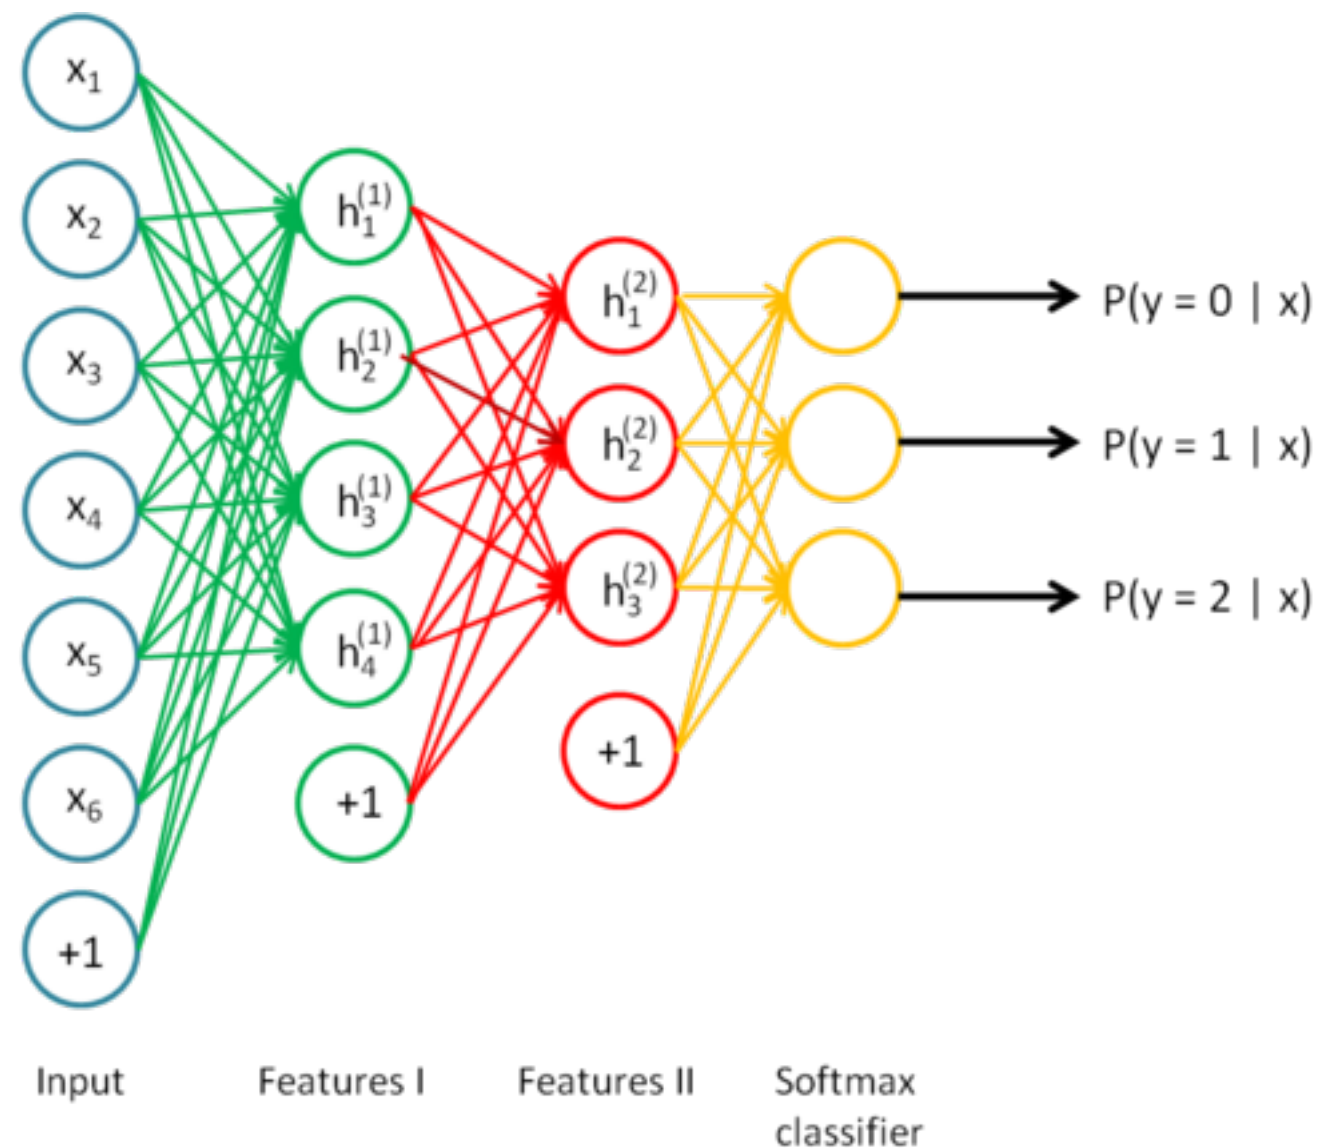 x₁
x₂
x₃
x₄
x₅
x₆
+1
h₁⁽¹⁾
h₂⁽¹⁾
h₃⁽¹⁾
h₄⁽¹⁾
+1
h₁⁽²⁾
h₂⁽²⁾
h₃⁽²⁾
+1
P(y = 0 | x)
P(y = 1 | x)
P(y = 2 | x)
Input
Features I
Features II
Softmax
classifier